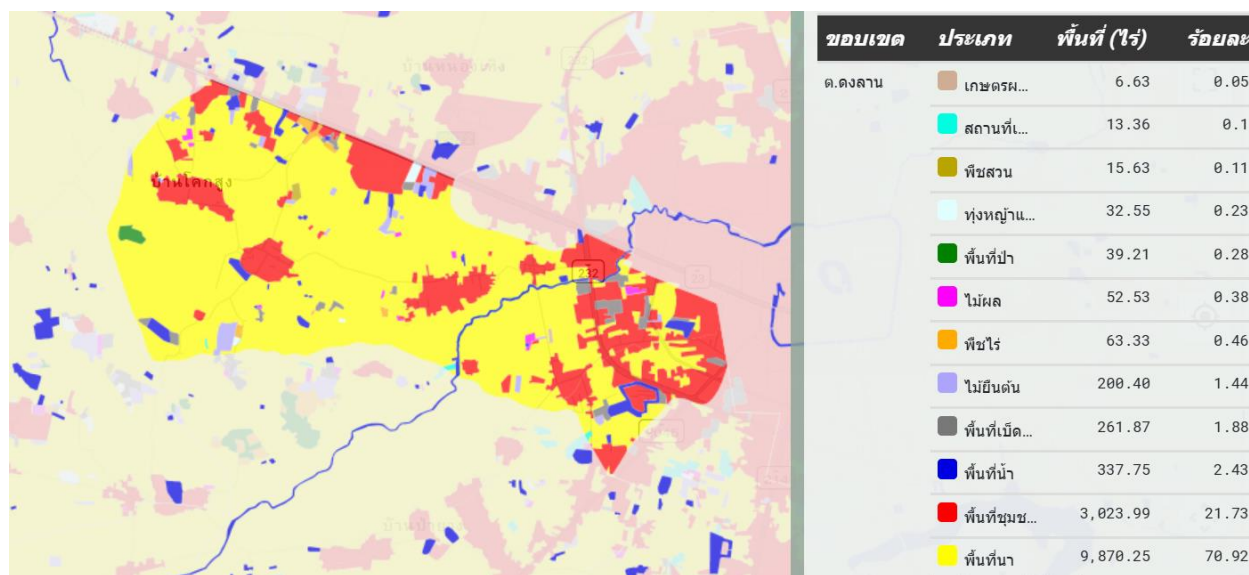 ขอบเขต ประเภท พื้นที่ (ไร่) ร้อยละ
ต.ดงลาน เกษตรผ... 6.63 0.05
สถานที่เ... 13.36 0.1
พืชสวน 15.63 0.11
ทุ่งหญ้าแ... 32.55 0.23
พื้นที่ป่า 39.21 0.28
ไม้ผล 52.53 0.38
พืชไร่ 63.33 0.46
ไม้ยืนต้น 200.40 1.44
พื้นที่เบ็ด... 261.87 1.88
พื้นที่น้ำ 337.75 2.43
พื้นที่ชุมช... 3,023.99 21.73
พื้นที่นา 9,870.25 70.92
บ้านโคกสูง
232